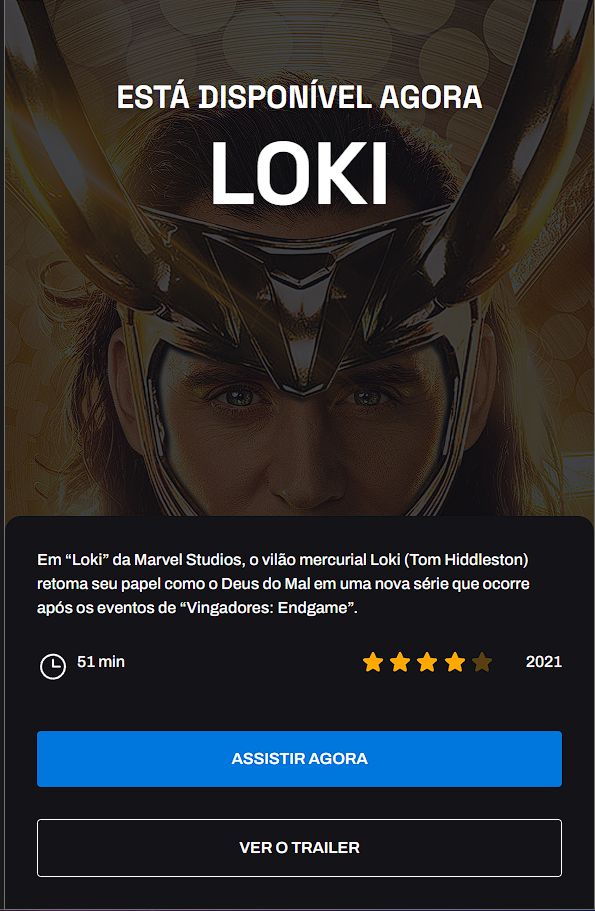 ESTÁ DISPONÍVEL AGORA
LOKI
Em “Loki” da Marvel Studios, o vilão mercurial Loki (Tom Hiddleston)
retoma seu papel como o Deus do Mal em uma nova série que ocorre
após os eventos de “Vingadores: Endgame”.
51 min
2021
ASSISTIR AGORA
VER O TRAILER